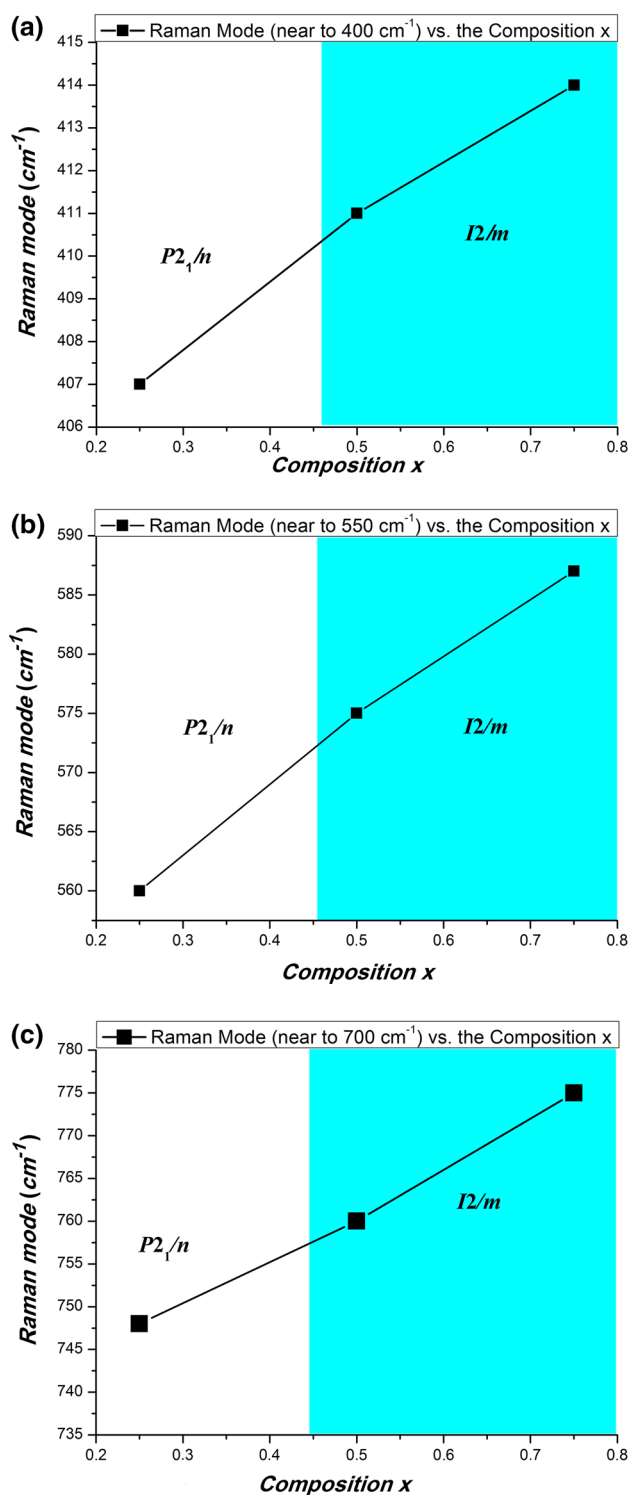 (a)
Raman Mode (near to 400 cm⁻¹) vs. the Composition x
415
414
413
412
411
410
409
408
407
406
Raman mode (cm⁻¹)
P2₁/n
I2/m
0.2 0.3 0.4 0.5 0.6 0.7 0.8
Composition x
(b)
Raman Mode (near to 550 cm⁻¹) vs. the Composition x
590
585
580
575
570
565
560
Raman mode (cm⁻¹)
P2₁/n
I2/m
0.2 0.3 0.4 0.5 0.6 0.7 0.8
Composition x
(c)
Raman Mode (near to 700 cm⁻¹) vs. the Composition x
780
775
770
765
760
755
750
745
740
735
Raman mode (cm⁻¹)
P2₁/n
I2/m
0.2 0.3 0.4 0.5 0.6 0.7 0.8
Composition x